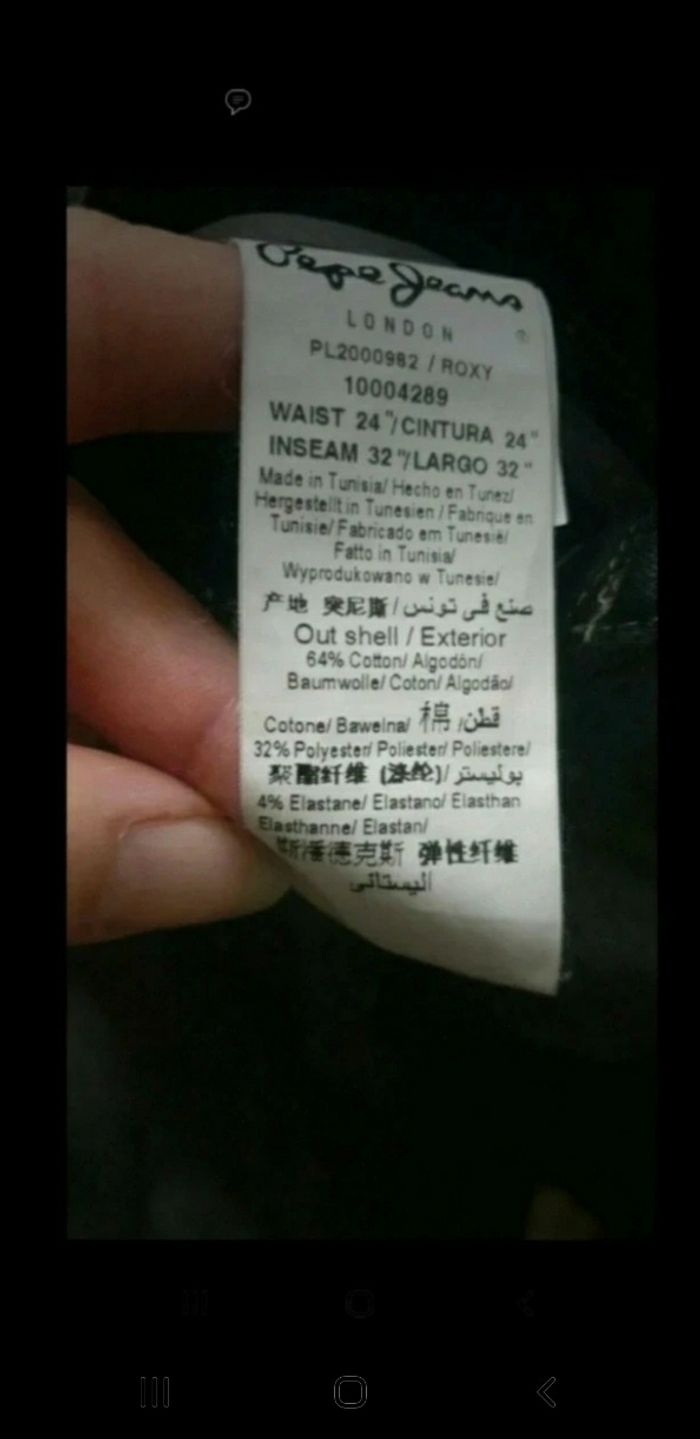 Pepe Jeans
LONDON
PL2000982 / ROXY
10004289
WAIST 24"/CINTURA 24"
INSEAM 32"/LARGO 32"
Made in Tunisia/ Hecho en Tunez/
Hergestellt in Tunesien / Fabrique en
Tunisie/ Fabricado em Tunesië/
Fatto in Tunisia/
Wyprodukowano w Tunesie/
产地 突尼斯/صنع في تونس
Out shell / Exterior
64% Cotton/ Algodón/
Baumwolle/ Coton/ Algodão/
Cotone/ Bawelna/ 棉 /قطن
32% Polyester/ Poliester/ Poliestere/
聚酯纤维 (涤纶)/بوليستر
4% Elastane/ Elastano/ Elasthan
Elasthanne/ Elastan/
斯潘德克斯 弹性纤维
اليستاني